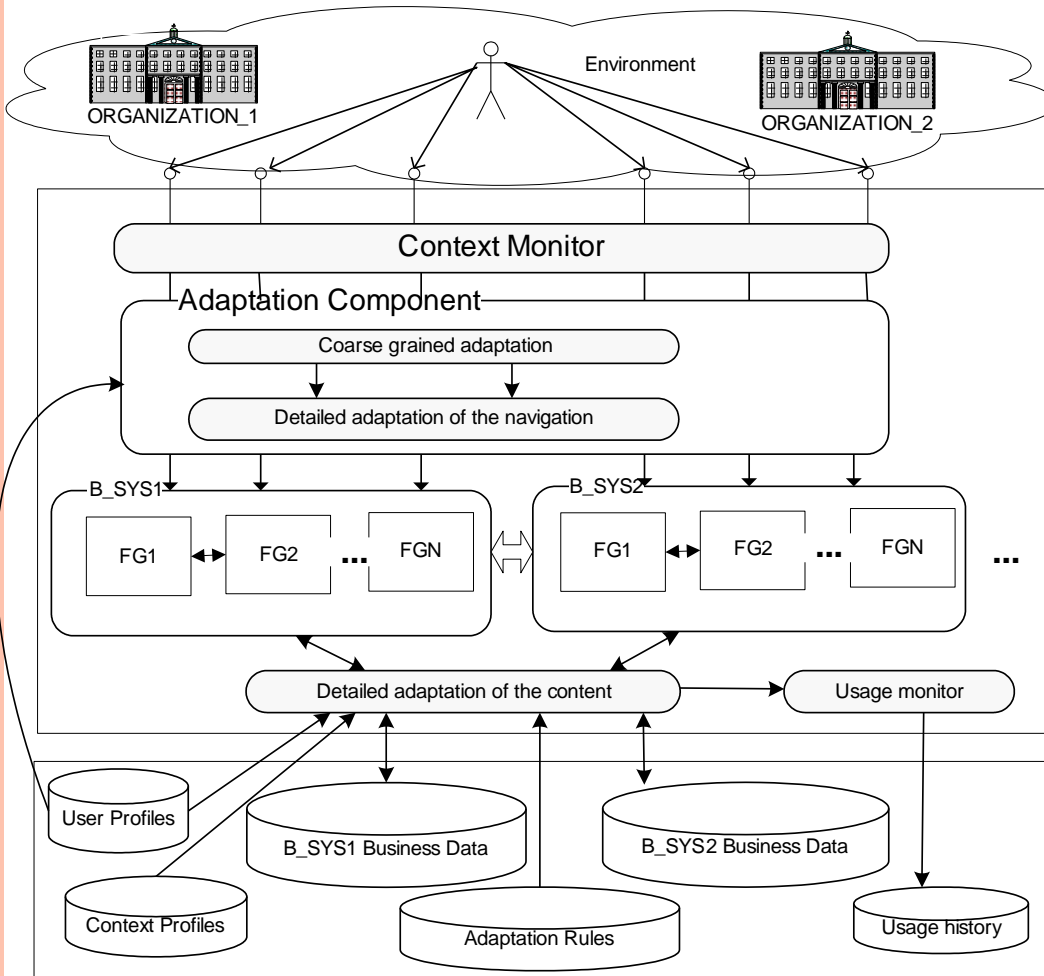 Environment
ORGANIZATION_1
ORGANIZATION_2
Context Monitor
Adaptation Component
Coarse grained adaptation
Detailed adaptation of the navigation
B_SYS1
B_SYS2
FG1
FG2
...
FGN
FG1
FG2
...
FGN
...
Detailed adaptation of the content
Usage monitor
User Profiles
B_SYS1 Business Data
B_SYS2 Business Data
Context Profiles
Adaptation Rules
Usage history